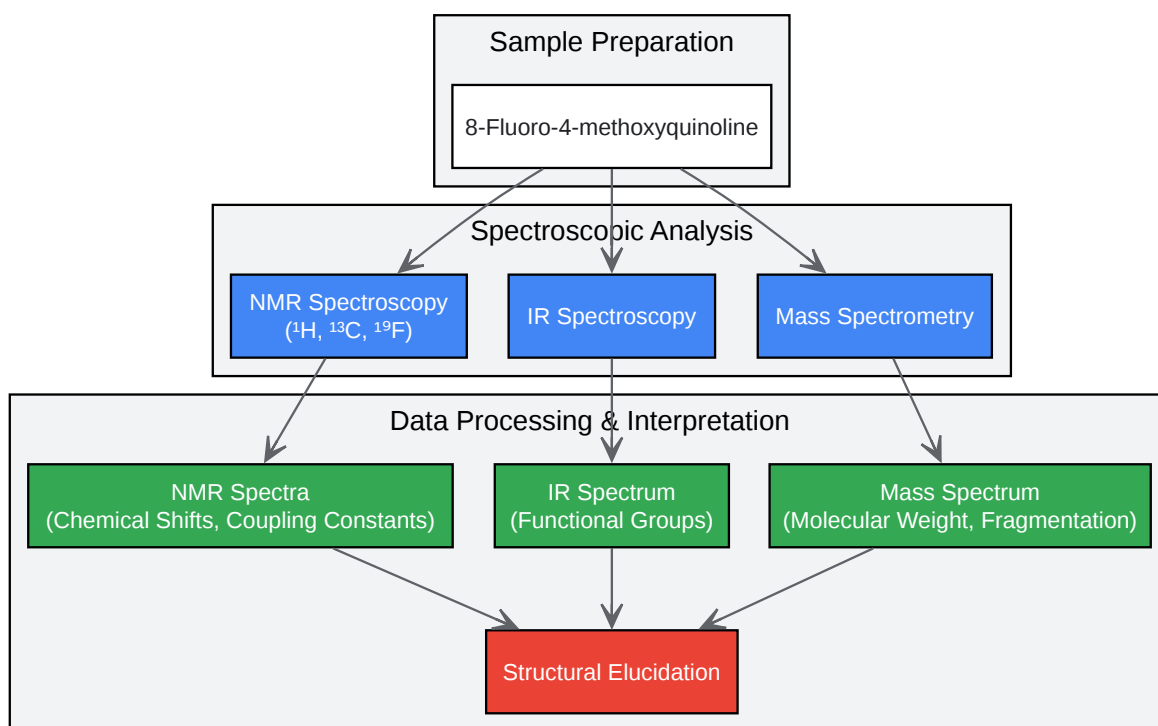 Sample Preparation
8-Fluoro-4-methoxyquinoline
Spectroscopic Analysis
NMR Spectroscopy
(¹H, ¹³C, ¹⁹F)
IR Spectroscopy
Mass Spectrometry
Data Processing & Interpretation
NMR Spectra
(Chemical Shifts, Coupling Constants)
IR Spectrum
(Functional Groups)
Mass Spectrum
(Molecular Weight, Fragmentation)
Structural Elucidation